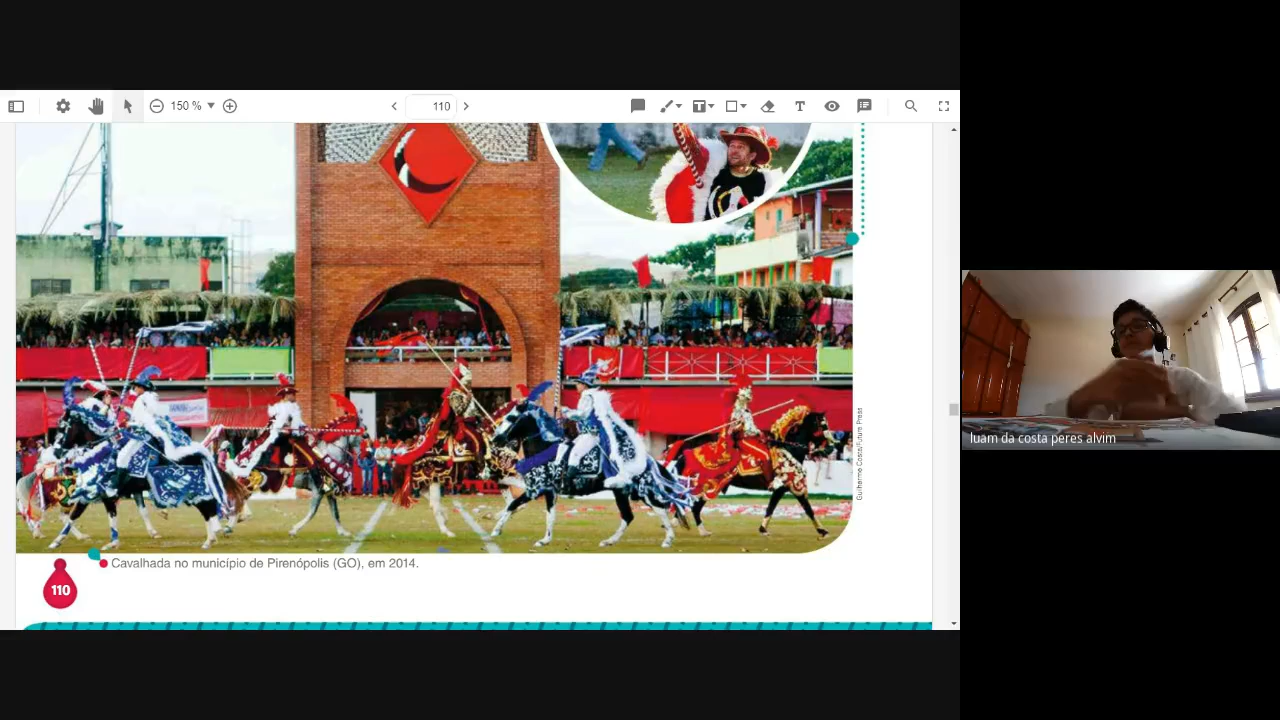 150 %
110
T
T
Guilherme Costa/Futura Press
Cavalhada no município de Pirenópolis (GO), em 2014.
110
luam da costa peres alvim